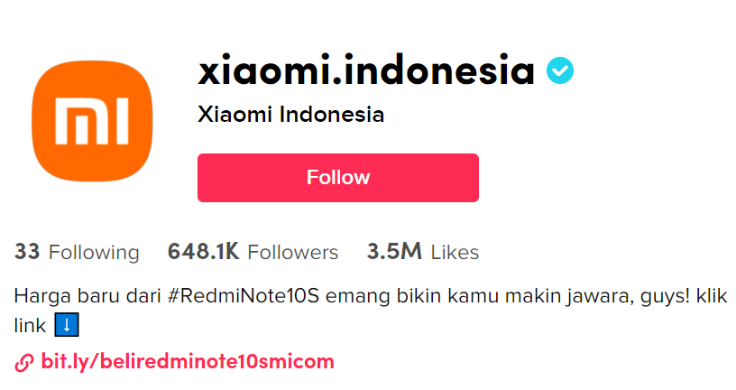 mi
xiaomi.indonesia
Xiaomi Indonesia
Follow
33 Following 648.1K Followers 3.5M Likes
Harga baru dari #RedmiNote10S emang bikin kamu makin jawara, guys! klik
link ⬇️
bit.ly/beliredminote10smicom